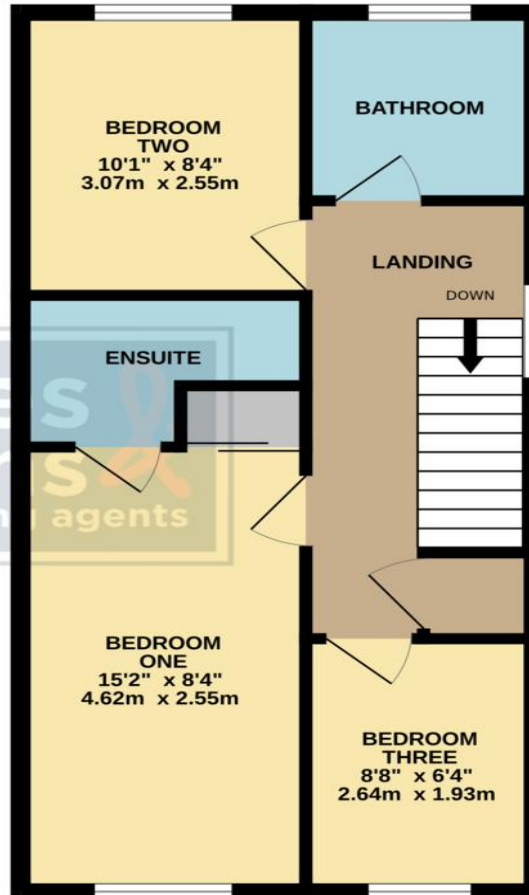 BEDROOM
TWO
10'1" x 8'4"
3.07m x 2.55m
BATHROOM
LANDING
DOWN
ENSUITE
agents
BEDROOM
ONE
15'2" x 8'4"
4.62m x 2.55m
BEDROOM
THREE
8'8" x 6'4"
2.64m x 1.93m